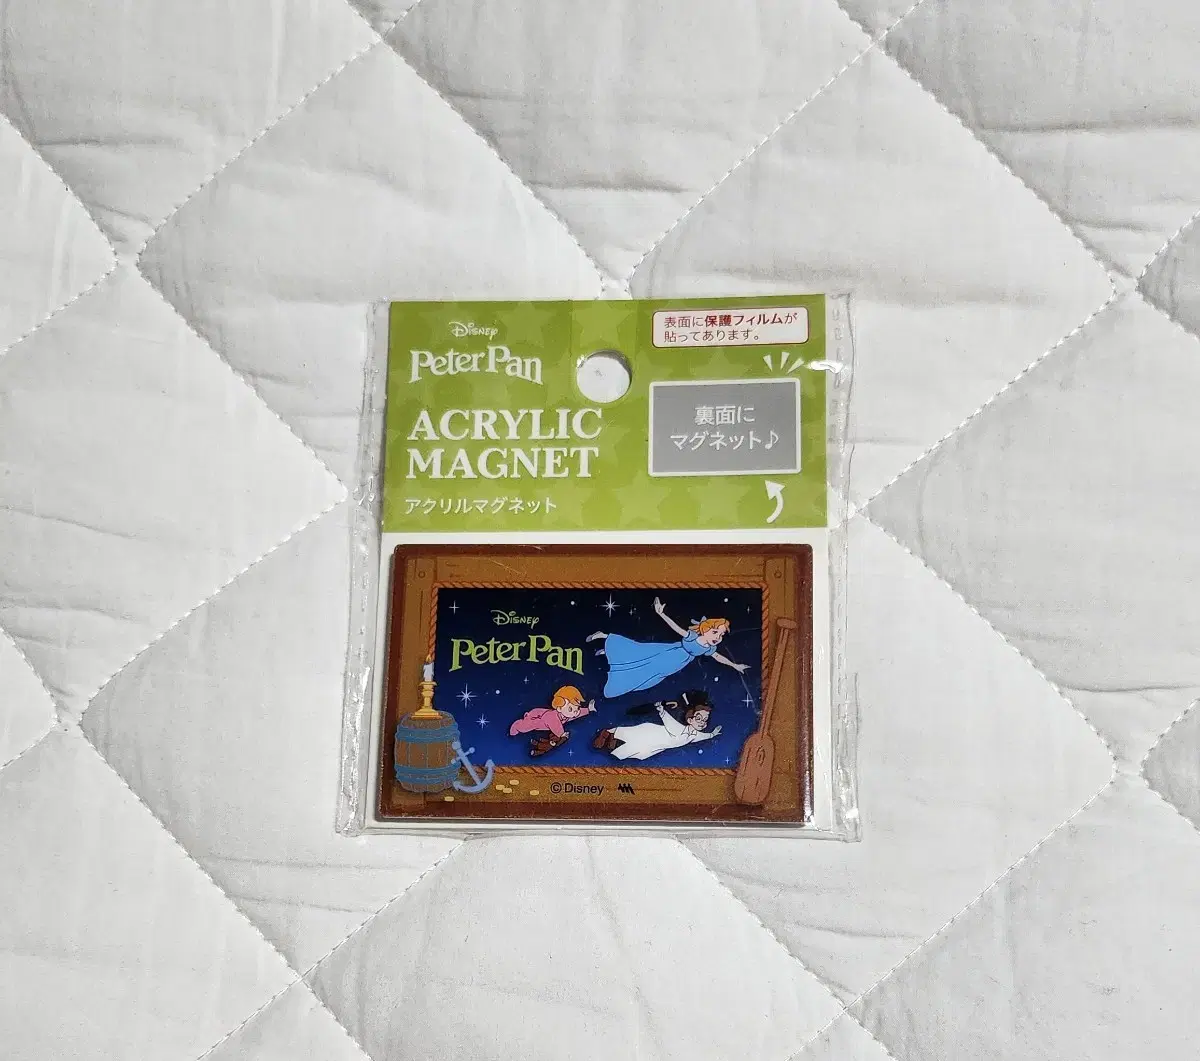 Disney
Peter Pan
ACRYLIC
MAGNET
アクリルマグネット
表面に保護フィルムが
貼ってあります。
裏面に
マグネット♪
Disney
Peter Pan
©Disney